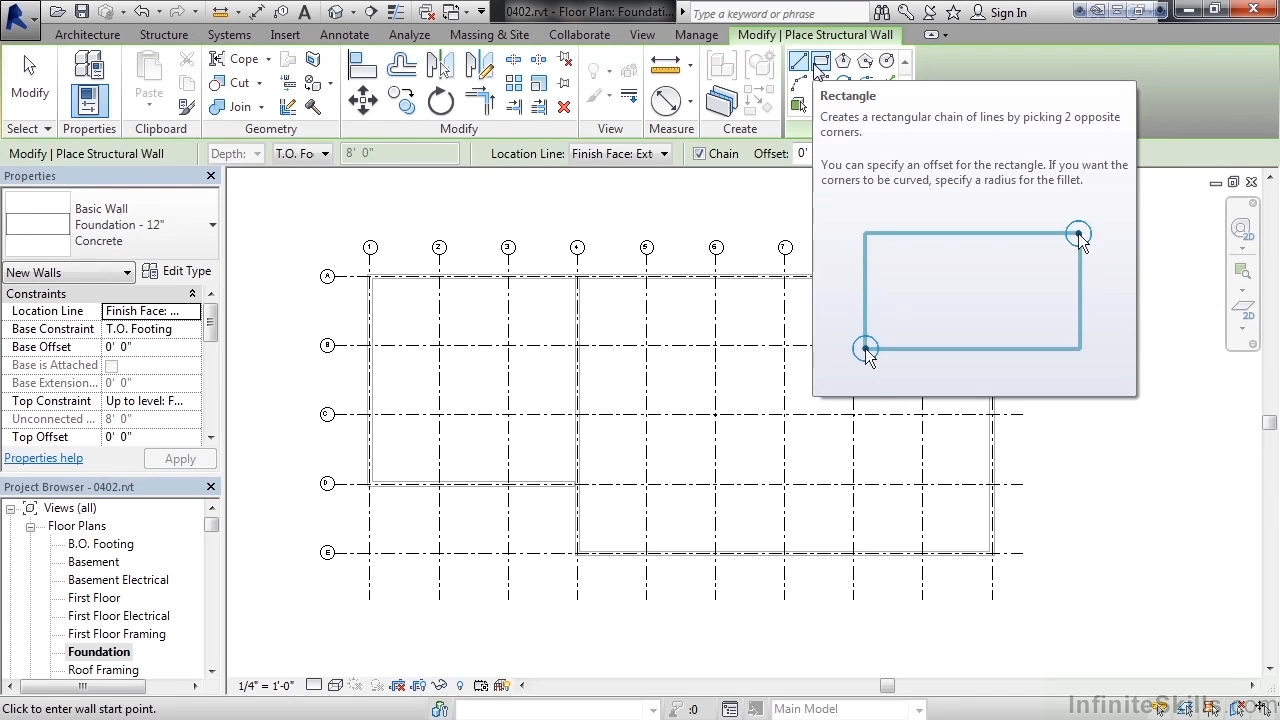 0402.rvt - Floor Plan: Foundati...
Type a keyword or phrase
Sign In
Architecture Structure Systems Insert Annotate Analyze Massing & Site Collaborate View Manage Modify | Place Structural Wall
Modify
Paste
Cope
Cut
Join
Select Properties Clipboard Geometry Modify View Measure Create
Modify | Place Structural Wall Depth: T.O. Fo 8' 0" Location Line: Finish Face: Ext Chain Offset: 0'
Rectangle
Creates a rectangular chain of lines by picking 2 opposite
corners.
You can specify an offset for the rectangle. If you want the
corners to be curved, specify a radius for the fillet.
Properties
Basic Wall
Foundation - 12"
Concrete
New Walls Edit Type
Constraints
Location Line Finish Face: ...
Base Constraint T.O. Footing
Base Offset 0' 0"
Base is Attached
Base Extension...
0' 0"
Top Constraint Up to level: F...
Unconnected ... 8' 0"
Top Offset 0' 0"
Properties help Apply
Project Browser - 0402.rvt
Views (all)
Floor Plans
B.O. Footing
Basement
Basement Electrical
First Floor
First Floor Electrical
First Floor Framing
Foundation
Roof Framing
1 2 3 4 5 6 7
A
B
C
D
E
2D
2D
1/4" = 1'-0"
Click to enter wall start point. :0 Main Model
InfiniteSkills.com